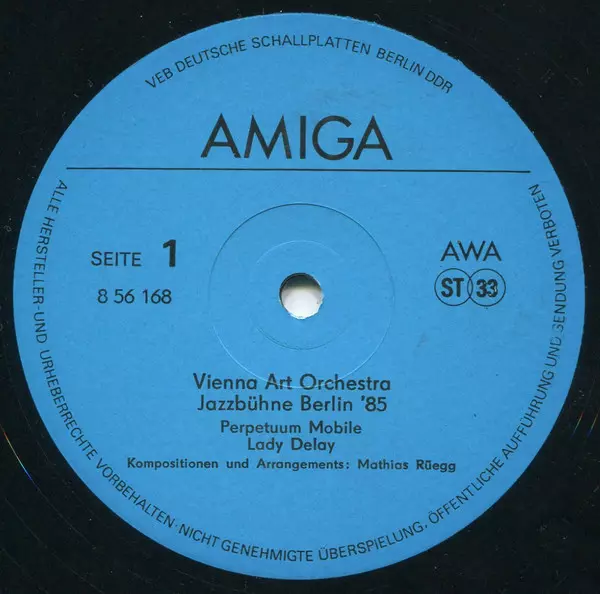 VEB DEUTSCHE SCHALLPLATTEN BERLIN DDR
AMIGA
SEITE 1
8 56 168
AWA
ST 33
Vienna Art Orchestra
Jazzbühne Berlin '85
Perpetuum Mobile
Lady Delay
Kompositionen und Arrangements: Mathias Rüegg
ALLE HERSTELLER-UND URHEBERRECHTE VORBEHALTEN·NICHT GENEHMIGTE ÜBERSPIELUNG, ÖFFENTLICHE AUFFÜHRUNG UND SENDUNG VERBOTEN